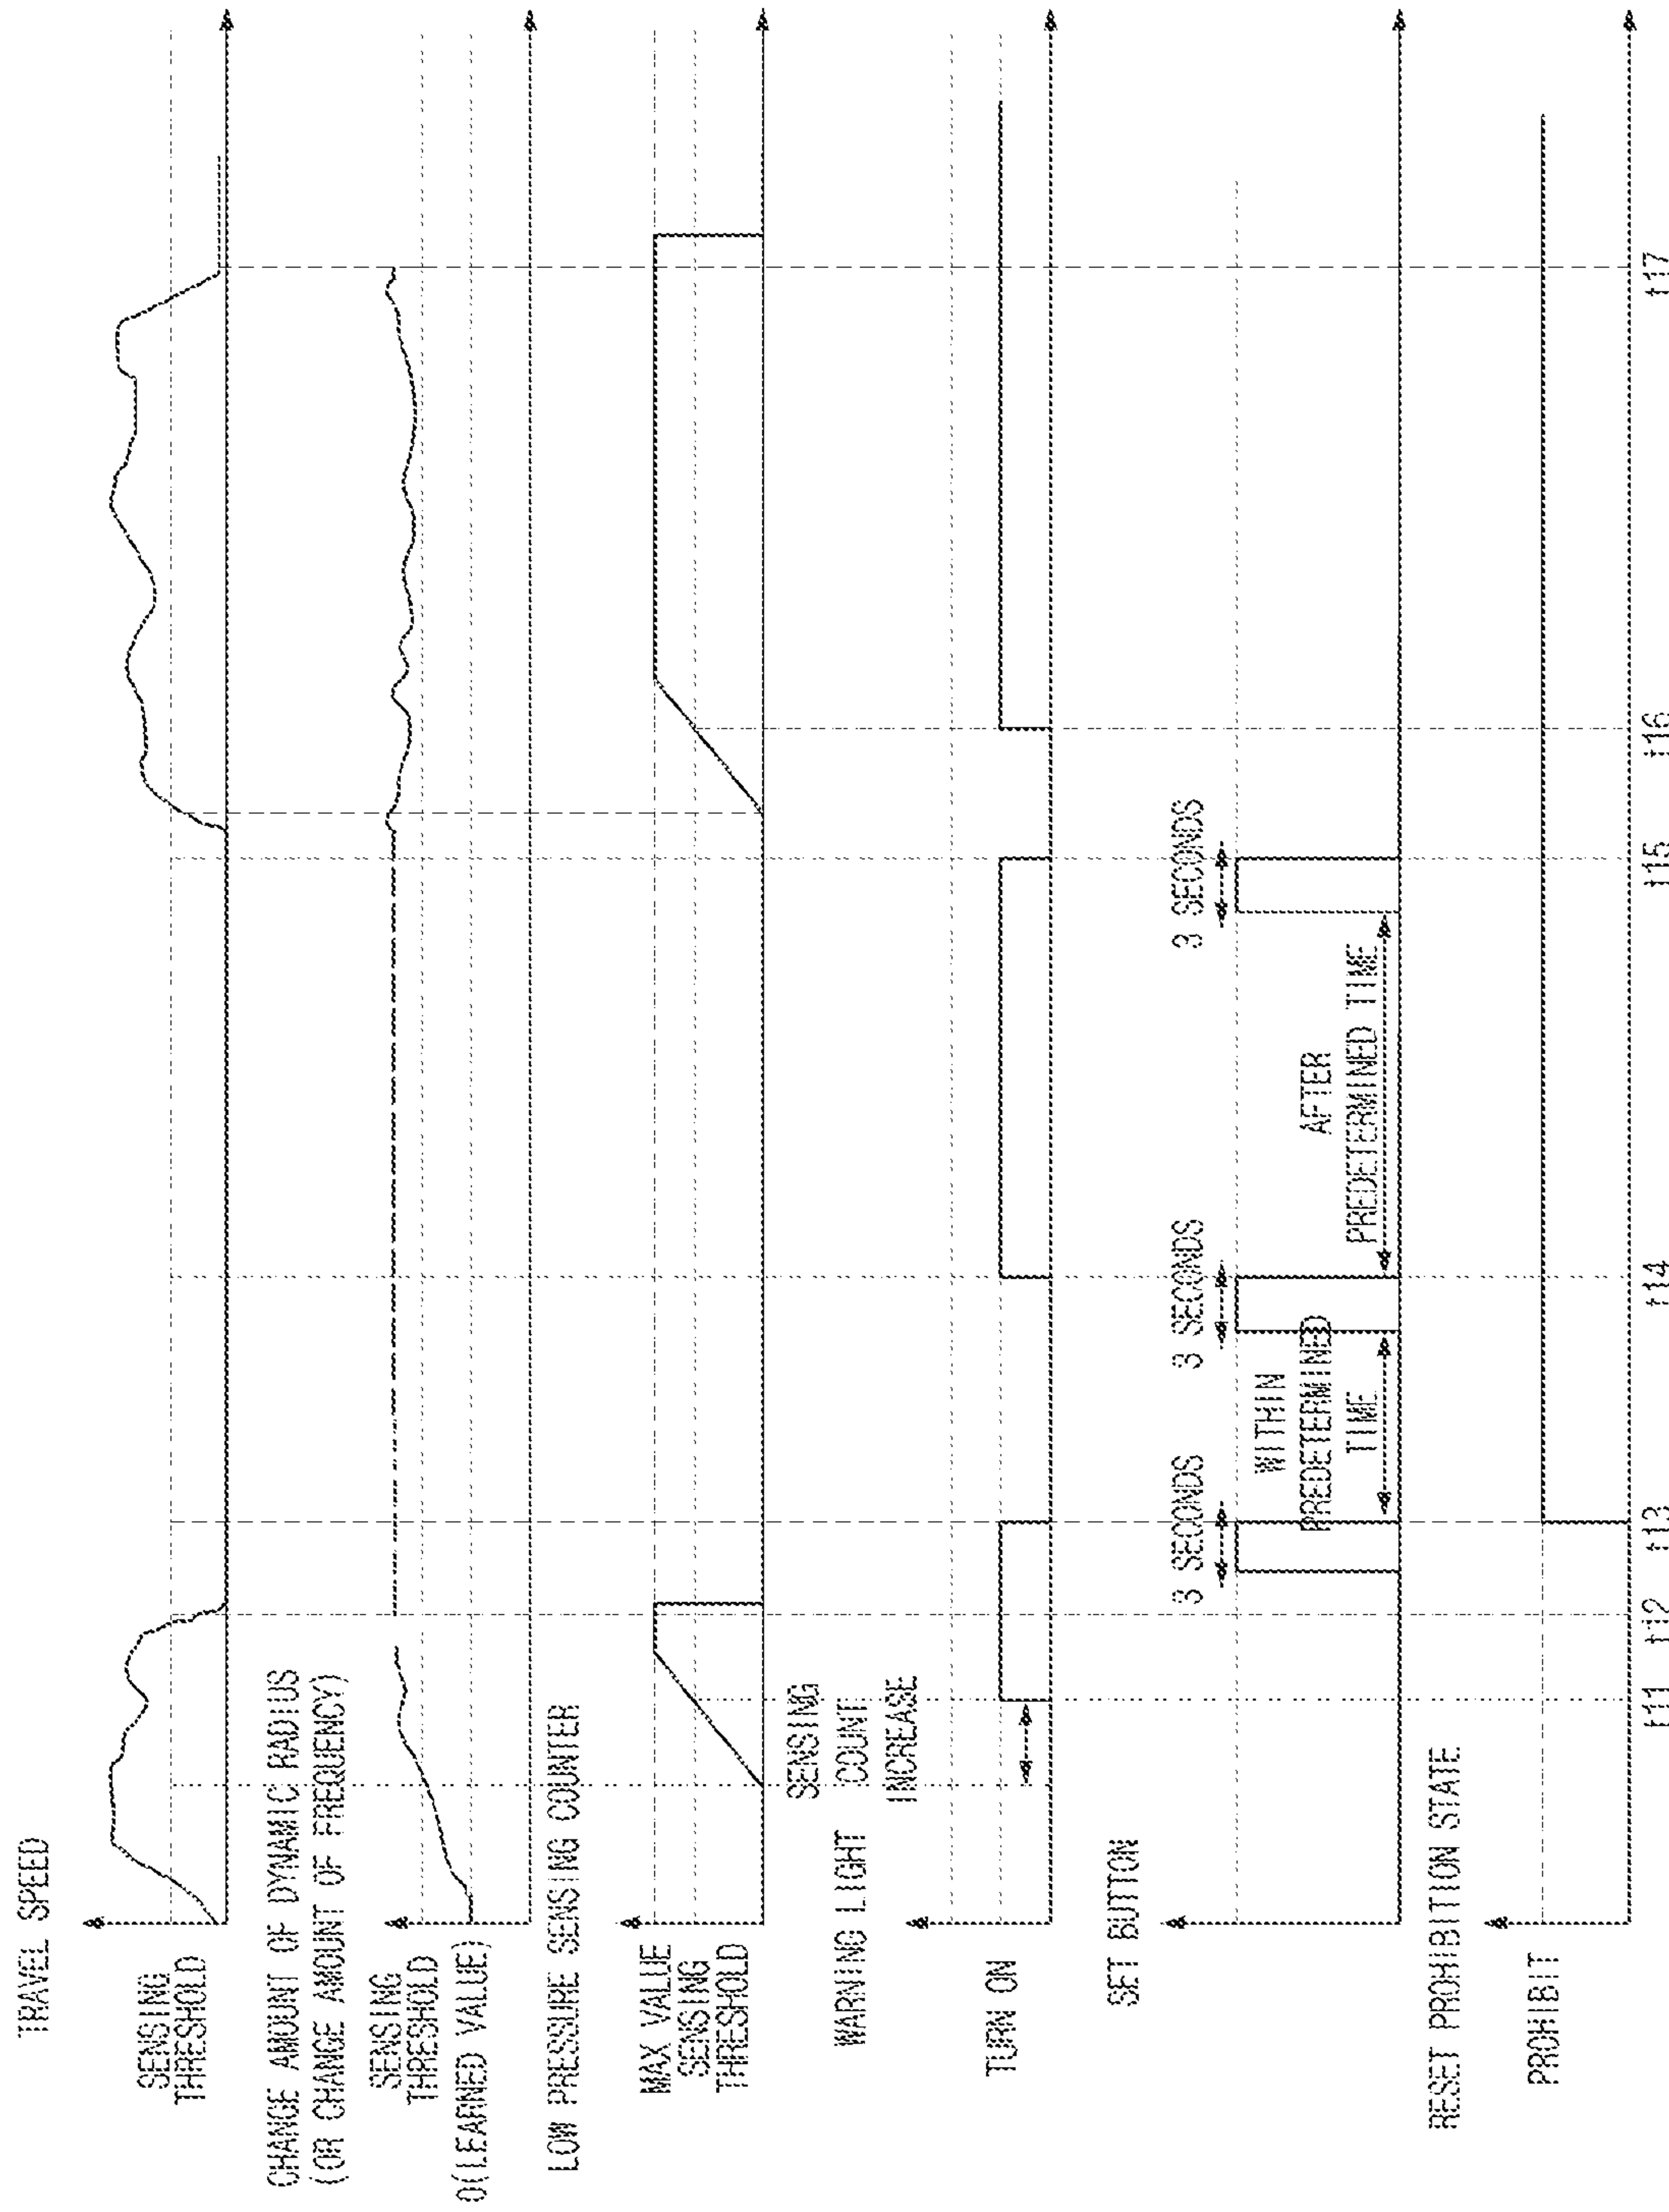 TRAVEL SPEED
SENSING
THRESHOLD
CHANGE AMOUNT OF DYNAMIC RADIUS
(OR CHANGE AMOUNT OF FREQUENCY)
SENSING
THRESHOLD
0(LEARNED VALUE)
LOW PRESSURE SENSING COUNTER
MAX VALUE
SENSING
THRESHOLD
SENSING
COUNT
INCREASE
WARNING LIGHT
TURN ON
SET BUTTON
3 SECONDS
3 SECONDS
3 SECONDS
WITHIN
PREDETERMINED
TIME
AFTER
PREDETERMINED TIME
RESET PROHIBITION STATE
PROHIBIT
t11 t12 t13 t14 t15 t16 t17